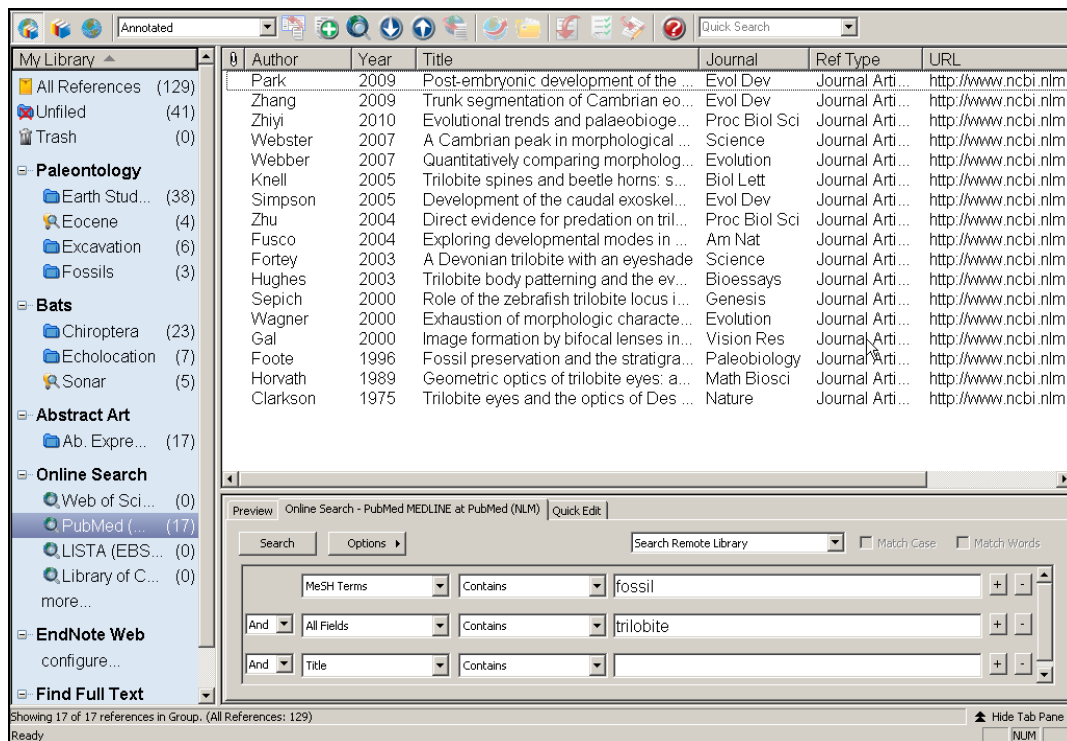 Annotated Quick Search
My Library
All References (129)
Unfiled (41)
Trash (0)
Paleontology
Earth Stud... (38)
Eocene (4)
Excavation (6)
Fossils (3)
Bats
Chiroptera (23)
Echolocation (7)
Sonar (5)
Abstract Art
Ab. Expre... (17)
Online Search
Web of Sci... (0)
PubMed (... (17)
LISTA (EBS... (0)
Library of C... (0)
more...
EndNote Web
configure...
Find Full Text
Author Year Title Journal Ref Type URL
Park 2009 Post-embryonic development of the ... Evol Dev Journal Arti... http://www.ncbi.nlm
Zhang 2009 Trunk segmentation of Cambrian eo... Evol Dev Journal Arti... http://www.ncbi.nlm
Zhiyi 2010 Evolutional trends and palaeobioge... Proc Biol Sci Journal Arti... http://www.ncbi.nlm
Webster 2007 A Cambrian peak in morphological ... Science Journal Arti... http://www.ncbi.nlm
Webber 2007 Quantitatively comparing morpholog... Evolution Journal Arti... http://www.ncbi.nlm
Knell 2005 Trilobite spines and beetle horns: s... Biol Lett Journal Arti... http://www.ncbi.nlm
Simpson 2005 Development of the caudal exoskel... Evol Dev Journal Arti... http://www.ncbi.nlm
Zhu 2004 Direct evidence for predation on tril... Proc Biol Sci Journal Arti... http://www.ncbi.nlm
Fusco 2004 Exploring developmental modes in ... Am Nat Journal Arti... http://www.ncbi.nlm
Fortey 2003 A Devonian trilobite with an eyeshade Science Journal Arti... http://www.ncbi.nlm
Hughes 2003 Trilobite body patterning and the ev... Bioessays Journal Arti... http://www.ncbi.nlm
Sepich 2000 Role of the zebrafish trilobite locus i... Genesis Journal Arti... http://www.ncbi.nlm
Wagner 2000 Exhaustion of morphologic characte... Evolution Journal Arti... http://www.ncbi.nlm
Gal 2000 Image formation by bifocal lenses in... Vision Res Journal Arti... http://www.ncbi.nlm
Foote 1996 Fossil preservation and the stratigra... Paleobiology Journal Arti... http://www.ncbi.nlm
Horvath 1989 Geometric optics of trilobite eyes: a... Math Biosci Journal Arti... http://www.ncbi.nlm
Clarkson 1975 Trilobite eyes and the optics of Des ... Nature Journal Arti... http://www.ncbi.nlm
Preview Online Search - PubMed MEDLINE at PubMed (NLM) Quick Edit
Search Options Search Remote Library Match Case Match Words
MeSH Terms Contains fossil + -
And All Fields Contains trilobite + -
And Title Contains + -
Showing 17 of 17 references in Group. (All References: 129) Hide Tab Pane
Ready NUM